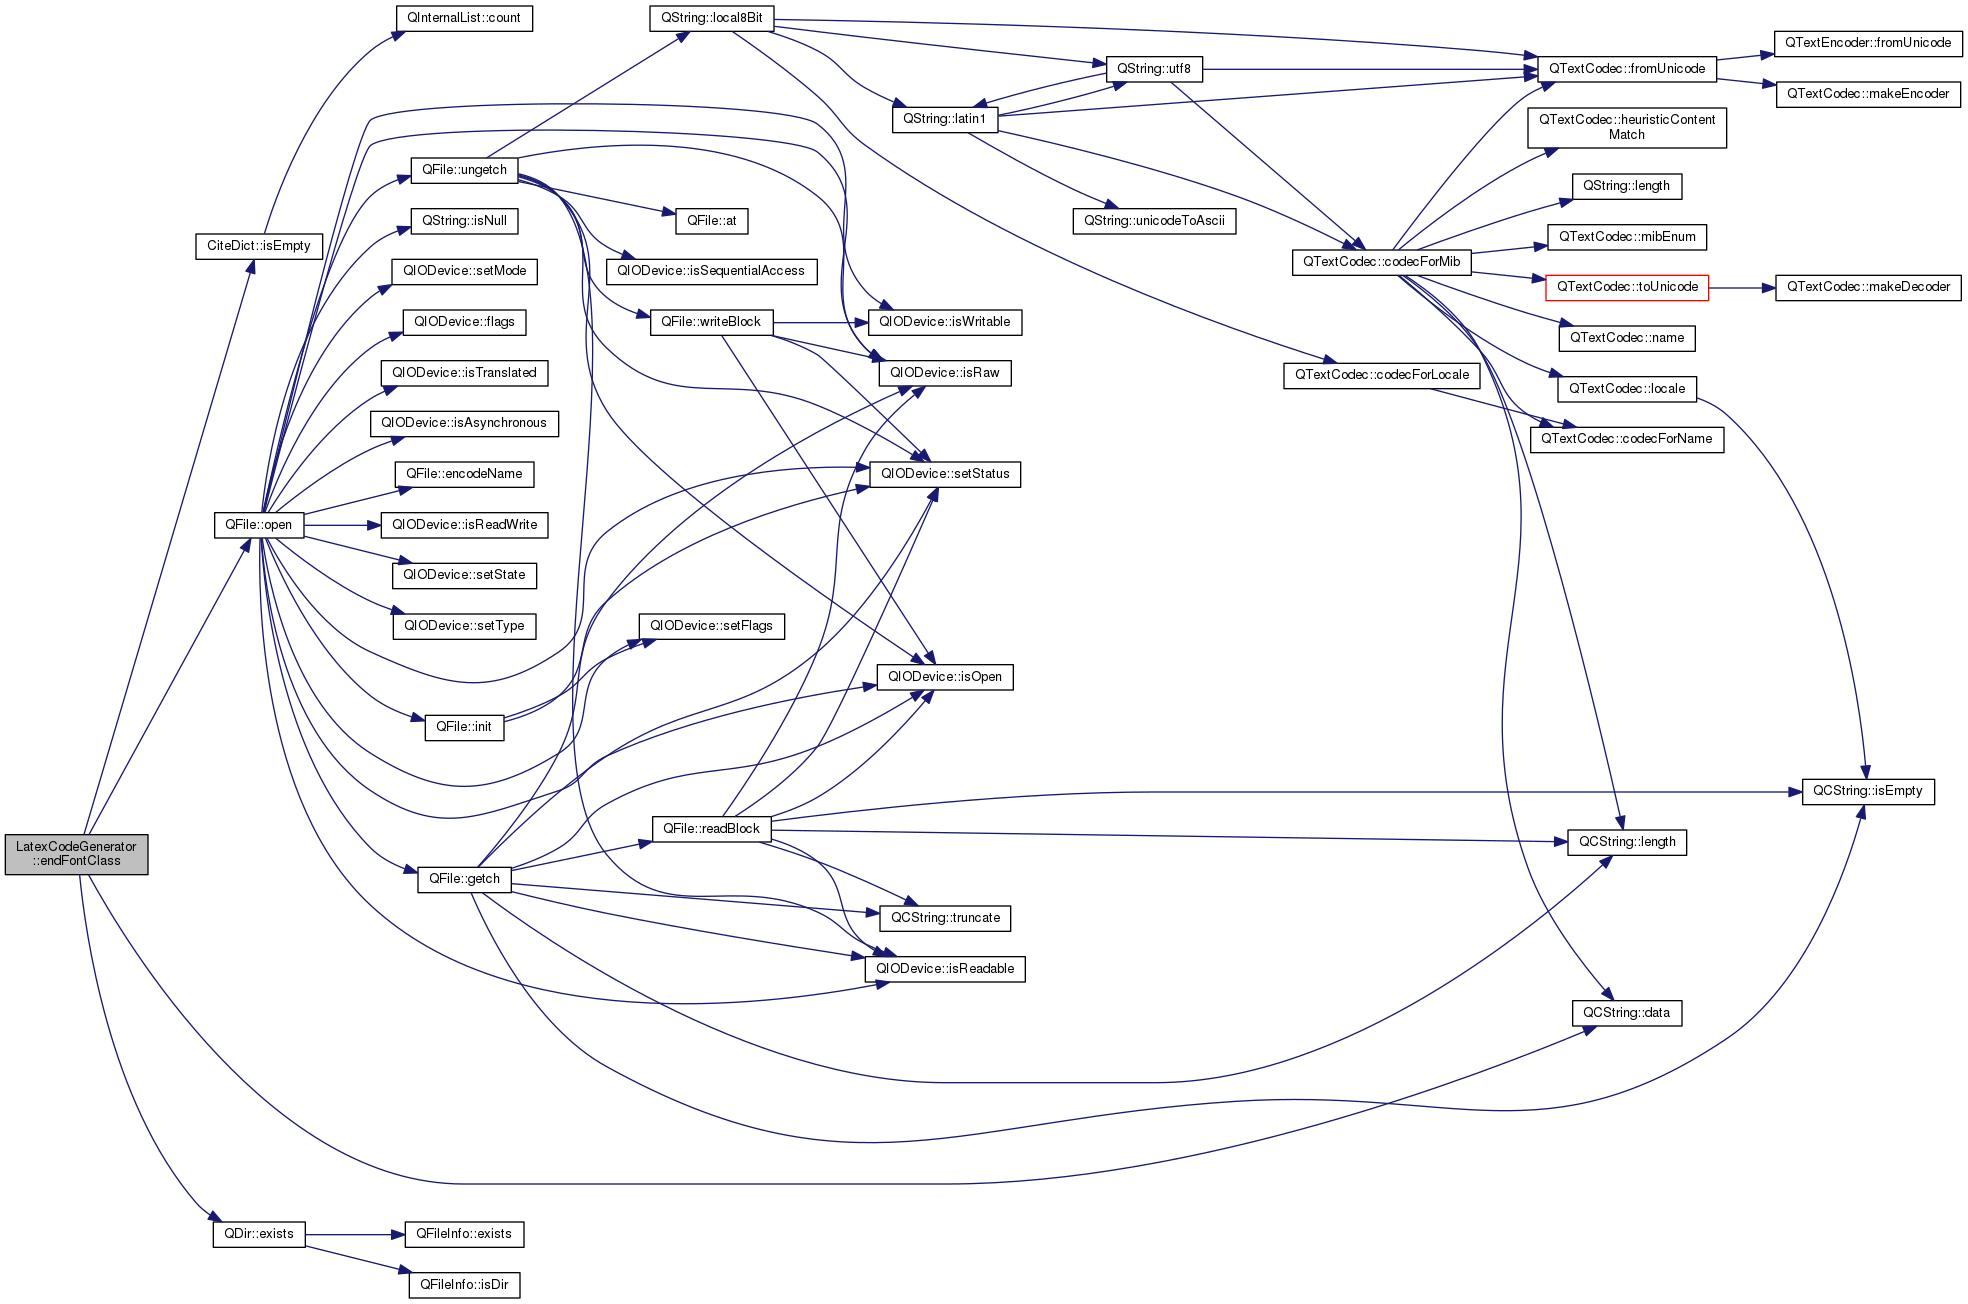 LatexCodeGenerator
::endFontClass
CiteDict::isEmpty
QFile::open
QDir::exists
QInternalList::count
QFile::ungetch
QString::isNull
QIODevice::setMode
QIODevice::flags
QIODevice::isTranslated
QIODevice::isAsynchronous
QFile::encodeName
QIODevice::isReadWrite
QIODevice::setState
QIODevice::setType
QFile::init
QFile::getch
QFileInfo::exists
QFileInfo::isDir
QString::local8Bit
QFile::at
QIODevice::isSequentialAccess
QFile::writeBlock
QIODevice::setFlags
QFile::readBlock
QString::latin1
QIODevice::isWritable
QIODevice::isRaw
QIODevice::setStatus
QIODevice::isOpen
QCString::truncate
QIODevice::isReadable
QString::utf8
QString::unicodeToAscii
QTextCodec::codecForMib
QTextCodec::codecForLocale
QTextCodec::fromUnicode
QTextCodec::heuristicContent
Match
QString::length
QTextCodec::mibEnum
QTextCodec::toUnicode
QTextCodec::name
QTextCodec::locale
QTextCodec::codecForName
QCString::length
QCString::data
QTextEncoder::fromUnicode
QTextCodec::makeEncoder
QTextCodec::makeDecoder
QCString::isEmpty